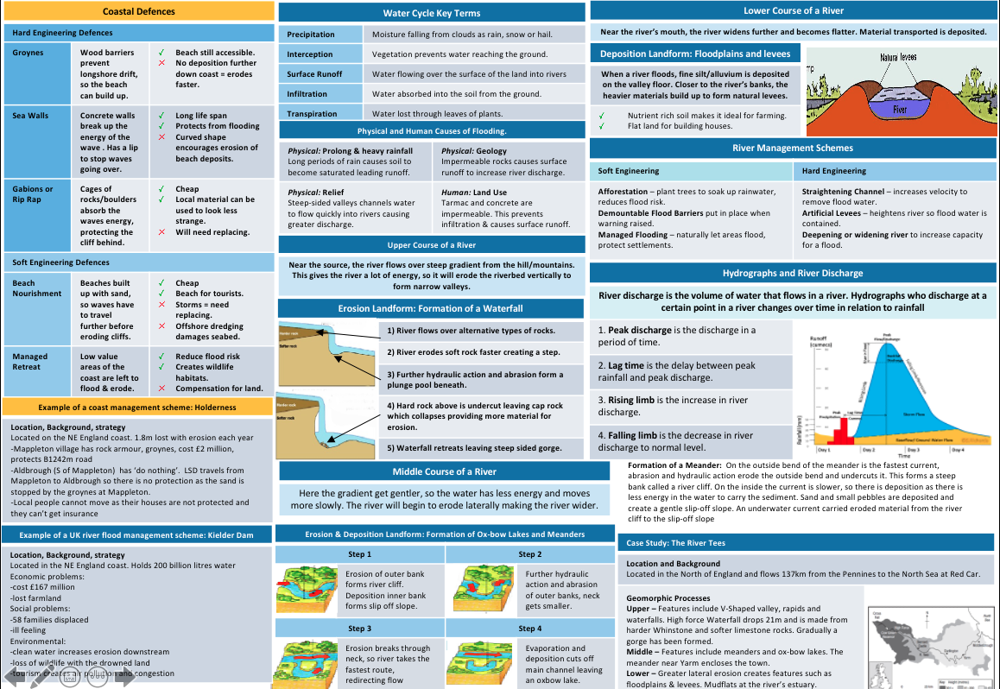 Coastal Defences
Hard Engineering Defences
Groynes
Wood barriers
prevent
longshore drift,
so the beach
can build up.
✓ Beach still accessible.
✗ No deposition further
down coast = erodes
faster.
Sea Walls
Concrete walls
break up the
energy of the
wave . Has a lip
to stop waves
going over.
✓ Long life span
✓ Protects from flooding
✗ Curved shape
encourages erosion of
beach deposits.
Gabions or
Rip Rap
Cages of
rocks/boulders
absorb the
waves energy,
protecting the
cliff behind.
✓ Cheap
✓ Local material can be
used to look less
strange.
✗ Will need replacing.
Soft Engineering Defences
Beach
Nourishment
Beaches built
up with sand,
so waves have
to travel
further before
eroding cliffs.
✓ Cheap
✓ Beach for tourists.
✗ Storms = need
replacing.
✗ Offshore dredging
damages seabed.
Managed
Retreat
Low value
areas of the
coast are left to
flood & erode.
✓ Reduce flood risk
✓ Creates wildlife
habitats.
✗ Compensation for land.
Example of a coast management scheme: Holderness
Location, Background, strategy
Located on the NE England coast. 1.8m lost with erosion each year
-Mappleton village has rock armour, groynes, cost £2 million,
protects B1242m road
-Aldbrough (S of Mappleton) has ‘do nothing’. LSD travels from
Mappleton to Aldbrough so there is no protection as the sand is
stopped by the groynes at Mappleton.
-Local people cannot move as their houses are not protected and
they can’t get insurance
Example of a UK river flood management scheme: Kielder Dam
Location, Background, strategy
Located in the NE England coast. Holds 200 billion litres water
Economic problems:
-cost £167 million
-lost farmland
Social problems:
-58 families displaced
-ill feeling
Environmental:
-clean water increases erosion downstream
-loss of wildlife with the drowned land
-tourism creates air pollution and congestion
Water Cycle Key Terms
Precipitation
Moisture falling from clouds as rain, snow or hail.
Interception
Vegetation prevents water reaching the ground.
Surface Runoff
Water flowing over the surface of the land into rivers
Infiltration
Water absorbed into the soil from the ground.
Transpiration
Water lost through leaves of plants.
Physical and Human Causes of Flooding.
Physical: Prolong & heavy rainfall
Long periods of rain causes soil to
become saturated leading runoff.
Physical: Geology
Impermeable rocks causes surface
runoff to increase river discharge.
Physical: Relief
Steep-sided valleys channels water
to flow quickly into rivers causing
greater discharge.
Human: Land Use
Tarmac and concrete are
impermeable. This prevents
infiltration & causes surface runoff.
Upper Course of a River
Near the source, the river flows over steep gradient from the hill/mountains.
This gives the river a lot of energy, so it will erode the riverbed vertically to
form narrow valleys.
Erosion Landform: Formation of a Waterfall
Harder rock
Softer rock
Harder rock
Softer rock
1) River flows over alternative types of rocks.
2) River erodes soft rock faster creating a step.
3) Further hydraulic action and abrasion form a
plunge pool beneath.
4) Hard rock above is undercut leaving cap rock
which collapses providing more material for
erosion.
5) Waterfall retreats leaving steep sided gorge.
Middle Course of a River
Here the gradient get gentler, so the water has less energy and moves
more slowly. The river will begin to erode laterally making the river wider.
Erosion & Deposition Landform: Formation of Ox-bow Lakes and Meanders
Step 1
Erosion of outer bank
forms river cliff.
Deposition inner bank
forms slip off slope.
Step 2
Further hydraulic
action and abrasion
of outer banks, neck
gets smaller.
Step 3
Erosion breaks through
neck, so river takes the
fastest route,
redirecting flow
Step 4
Evaporation and
deposition cuts off
main channel leaving
an oxbow lake.
Lower Course of a River
Near the river’s mouth, the river widens further and becomes flatter. Material transported is deposited.
Deposition Landform: Floodplains and levees
When a river floods, fine silt/alluvium is deposited
on the valley floor. Closer to the river’s banks, the
heavier materials build up to form natural levees.
✓ Nutrient rich soil makes it ideal for farming.
✓ Flat land for building houses.
mp
Natural levees
River
River Management Schemes
Soft Engineering
Hard Engineering
Afforestation – plant trees to soak up rainwater,
reduces flood risk.
Demountable Flood Barriers put in place when
warning raised.
Managed Flooding – naturally let areas flood,
protect settlements.
Straightening Channel – increases velocity to
remove flood water.
Artificial Levees – heightens river so flood water is
contained.
Deepening or widening river to increase capacity
for a flood.
Hydrographs and River Discharge
River discharge is the volume of water that flows in a river. Hydrographs who discharge at a
certain point in a river changes over time in relation to rainfall
1. Peak discharge is the discharge in a
period of time.
2. Lag time is the delay between peak
rainfall and peak discharge.
3. Rising limb is the increase in river
discharge.
4. Falling limb is the decrease in river
discharge to normal level.
Runoff
(cumecs)
Peak Discharge
Rising Limb
Lag Time
Storm Flow
Rainfall(mm)
Day 1
Day 2
Day 3
Day 4
Time
Formation of a Meander: On the outside bend of the meander is the fastest current,
abrasion and hydraulic action erode the outside bend and undercuts it. This forms a steep
bank called a river cliff. On the inside the current is slower, so there is deposition as there is
less energy in the water to carry the sediment. Sand and small pebbles are deposited and
create a gentle slip-off slope. An underwater current carried eroded material from the river
cliff to the slip-off slope
Case Study: The River Tees
Location and Background
Located in the North of England and flows 137km from the Pennines to the North Sea at Red Car.
Geomorphic Processes
Upper – Features include V-Shaped valley, rapids and
waterfalls. High force Waterfall drops 21m and is made from
harder Whinstone and softer limestone rocks. Gradually a
gorge has been formed.
Middle – Features include meanders and ox-bow lakes. The
meander near Yarm encloses the town.
Lower – Greater lateral erosion creates features such as
floodplains & levees. Mudflats at the river’s estuary.